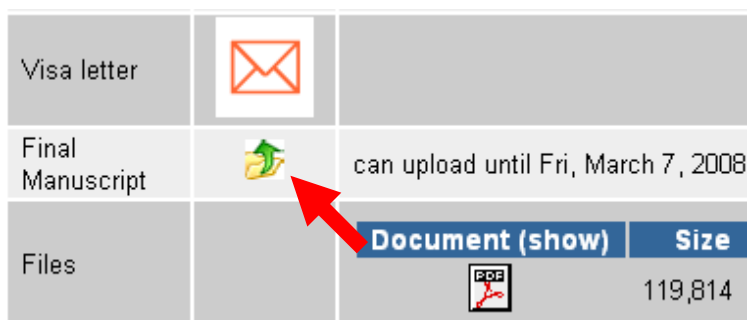 Visa letter
Final
Manuscript
can upload until Fri, March 7, 2008
Files
Document (show) Size
PDF
119,814